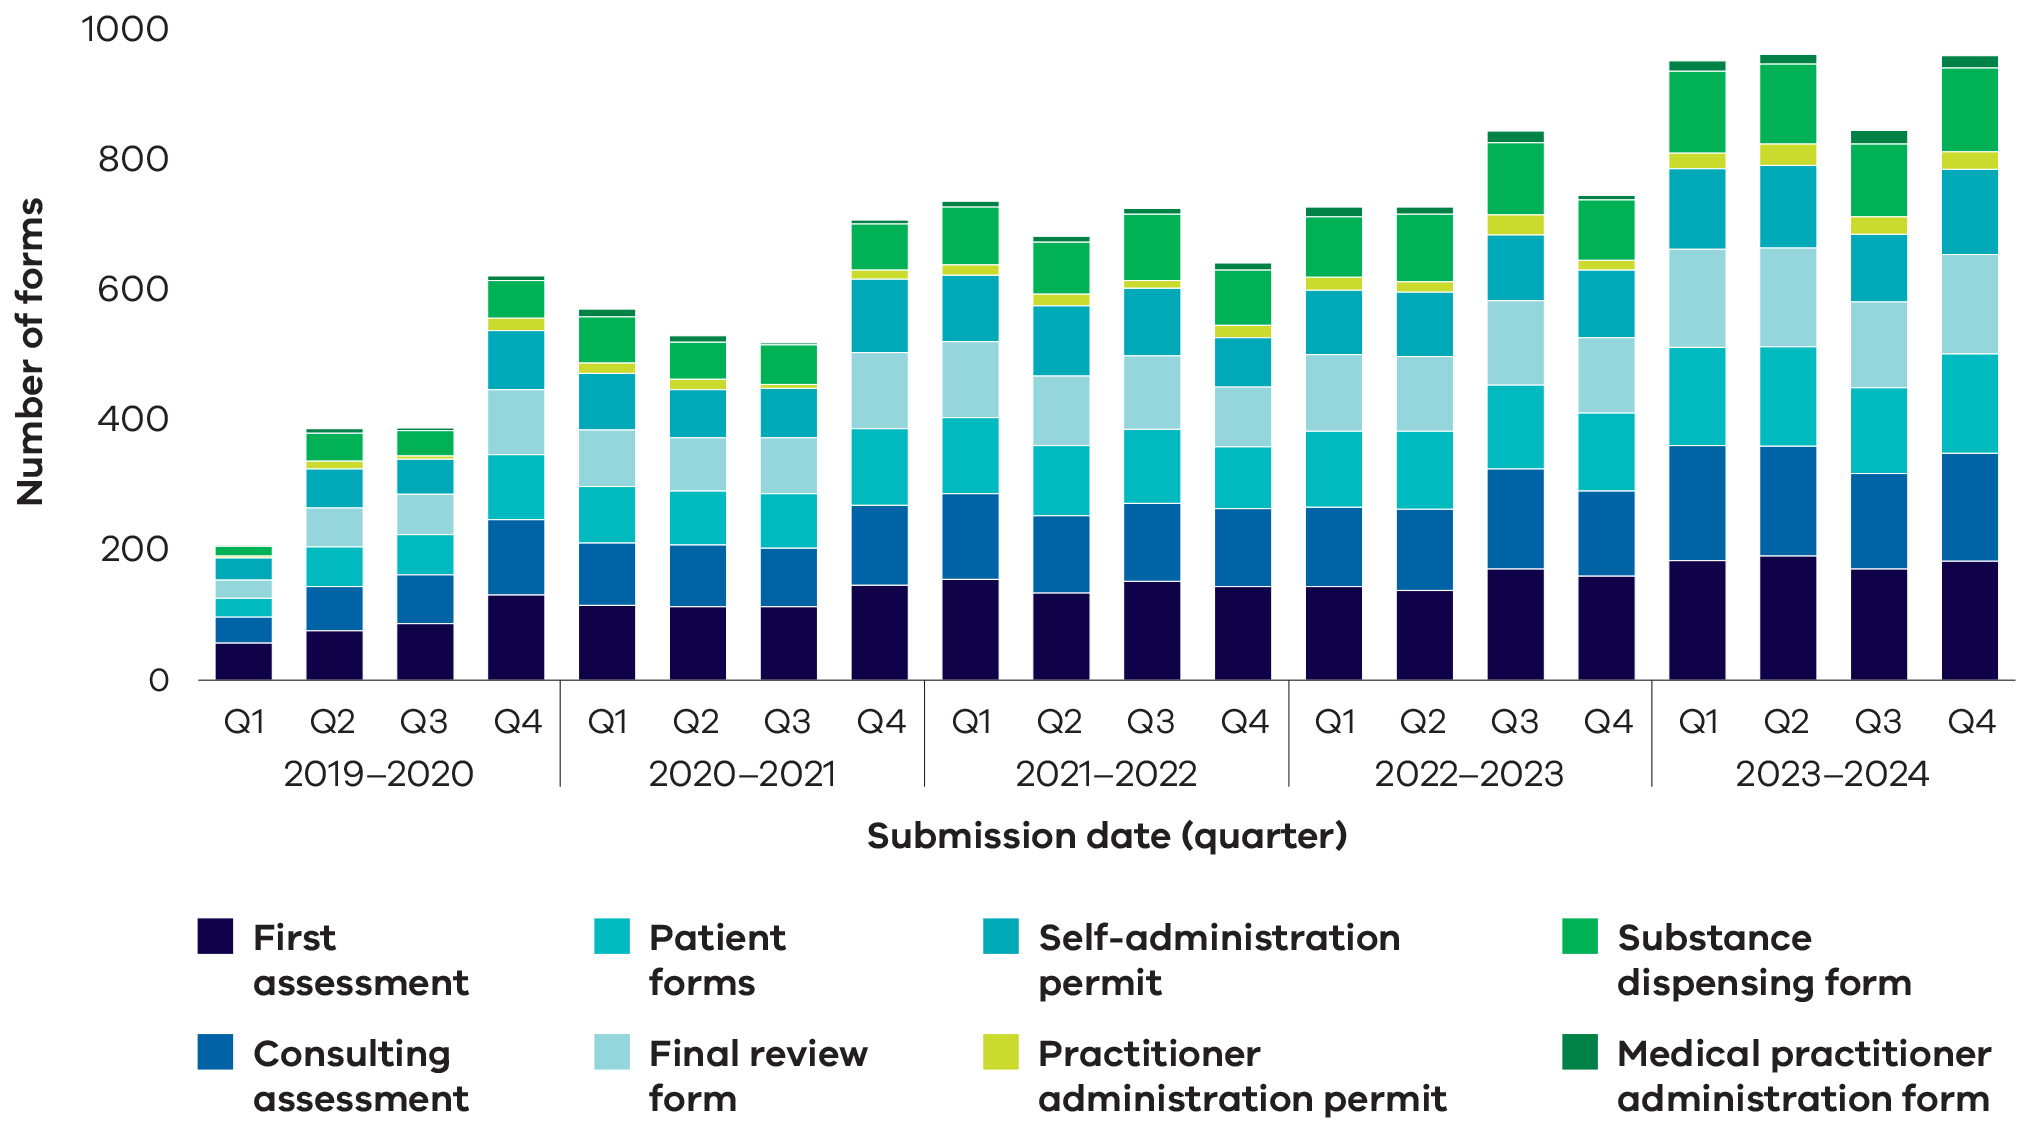 1000
800
600
400
200
0
Number of forms
Q1 Q2 Q3 Q4 Q1 Q2 Q3 Q4 Q1 Q2 Q3 Q4 Q1 Q2 Q3 Q4 Q1 Q2 Q3 Q4
2019–2020 2020–2021 2021–2022 2022–2023 2023–2024
Submission date (quarter)
First
assessment
Patient
forms
Self-administration
permit
Substance
dispensing form
Consulting
assessment
Final review
form
Practitioner
administration permit
Medical practitioner
administration form